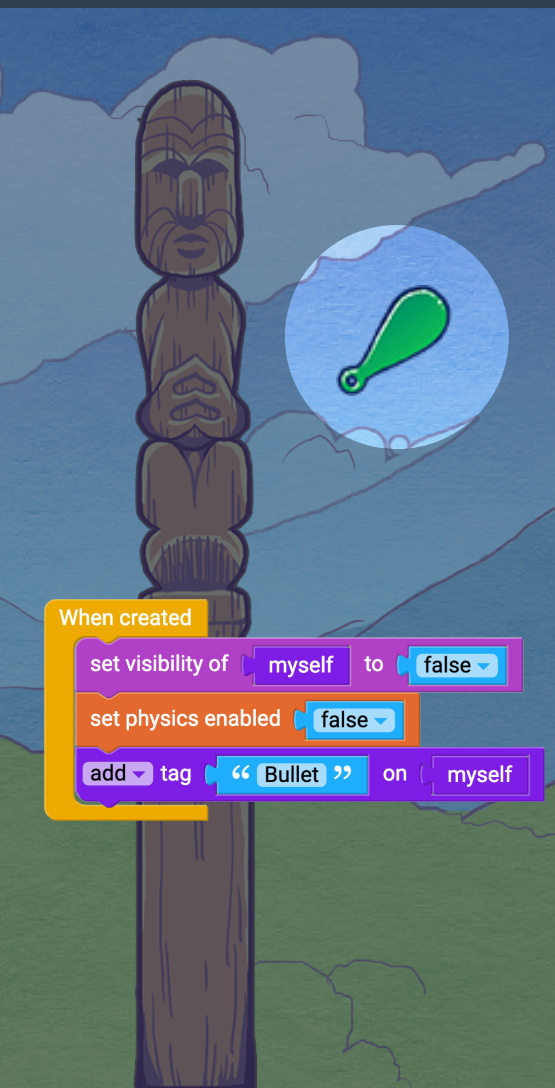 When created
set visibility of myself to false
set physics enabled false
add tag “ Bullet ” on myself